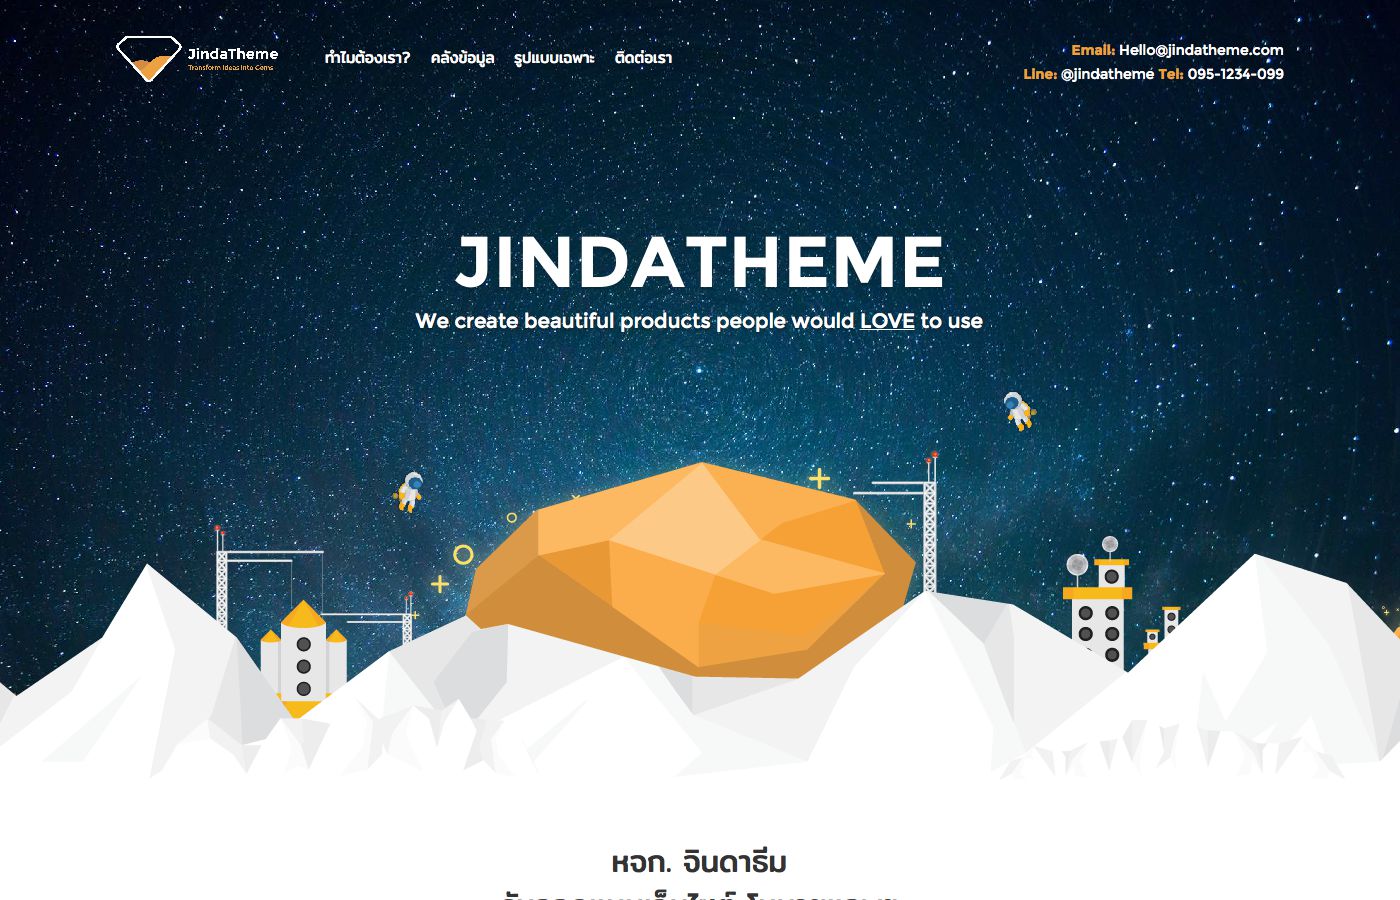 JindaTheme
Transform Ideas Into Gems
ทำไมต้องเรา? คลังข้อมูล รูปแบบเฉพาะ ติดต่อเรา
Email: Hello@jindatheme.com
Line: @jindatheme Tel: 095-1234-099
JINDATHEME
We create beautiful products people would LOVE to use
หจก. จินดาธีม